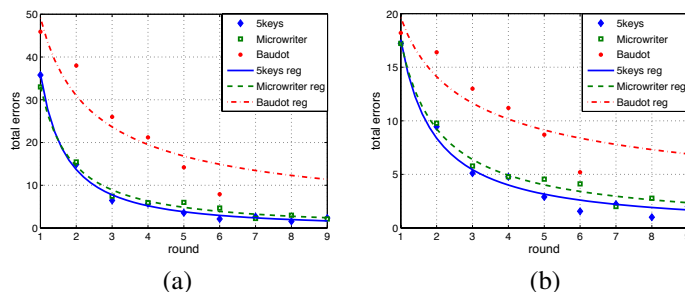 50
40
30
20
10
0
total errors
1 2 3 4 5 6 7 8 9
round
5keys
Microwriter
Baudot
5keys reg
Microwriter reg
Baudot reg
(a)
20
15
10
5
0
total errors
1 2 3 4 5 6 7 8
round
5keys
Microwriter
Baudot
5keys reg
Microwriter reg
Baudot reg
(b)